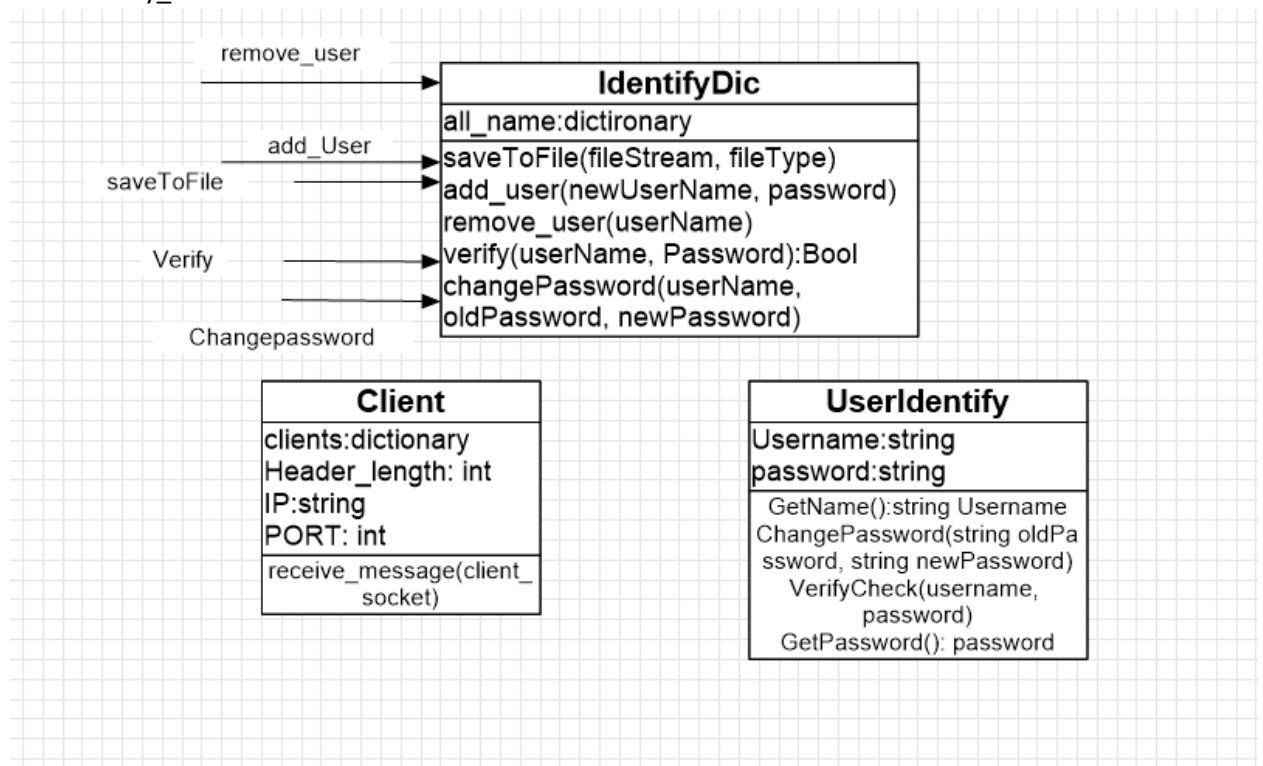 remove_user
IdentifyDic
all_name:dictironary
add_User
saveToFile
saveToFile(fileStream, fileType)
add_user(newUserName, password)
remove_user(userName)
Verify
verify(userName, Password):Bool
changePassword(userName,
oldPassword, newPassword)
Changepassword
Client
clients:dictionary
Header_length: int
IP:string
PORT: int
receive_message(client_
socket)
UserIdentify
Username:string
password:string
GetName():string Username
ChangePassword(string oldPa
ssword, string newPassword)
VerifyCheck(username,
password)
GetPassword(): password